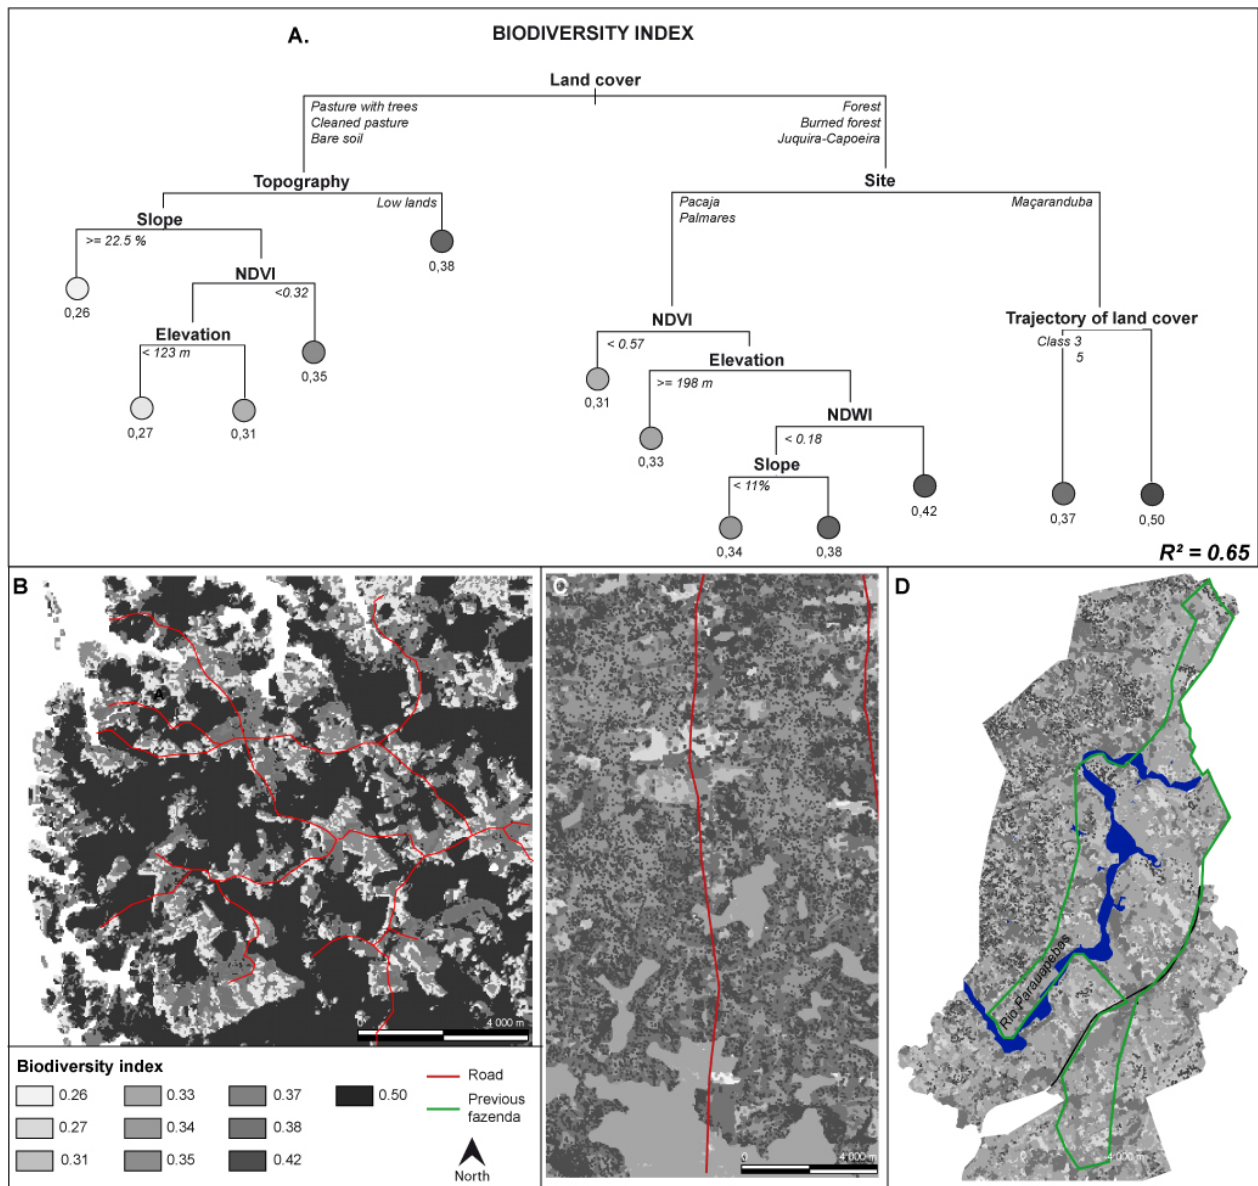 A.
BIODIVERSITY INDEX
Land cover
Pasture with trees
Cleaned pasture
Bare soil
Forest
Burned forest
Juquira-Capoeira
Topography
Low lands
Site
Pacaja
Palmares
Maçaranduba
Slope
>= 22.5 %
0,38
NDVI
<0.32
0,26
Elevation
< 123 m
0,35
0,27
0,31
NDVI
< 0.57
Elevation
>= 198 m
0,31
NDWI
< 0.18
0,33
Slope
< 11%
0,42
0,34
0,38
Trajectory of land cover
Class 3
5
0,37
0,50
R² = 0.65
B
A
0
4 000 m
C
0
4 000 m
D
Rio Parauapebas
0
4 000 m
Biodiversity index
0.26
0.33
0.37
0.50
0.27
0.34
0.38
0.31
0.35
0.42
Road
Previous
fazenda
North